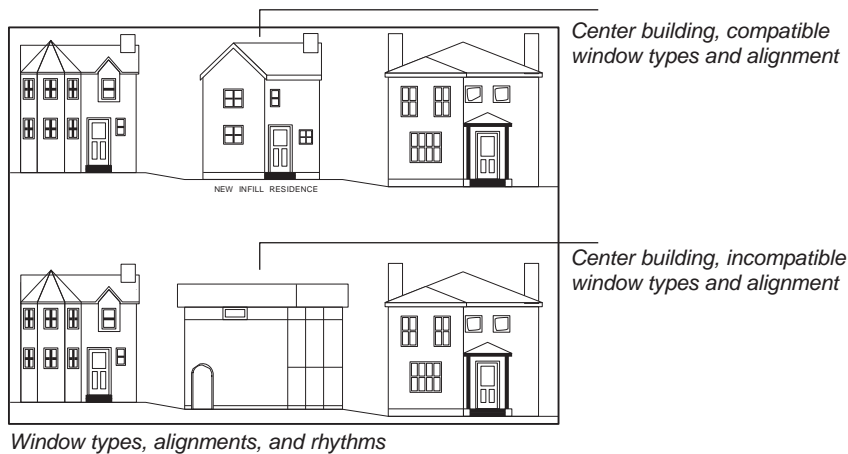 Center building, compatible
window types and alignment
NEW INFILL RESIDENCE
Center building, incompatible
window types and alignment
Window types, alignments, and rhythms